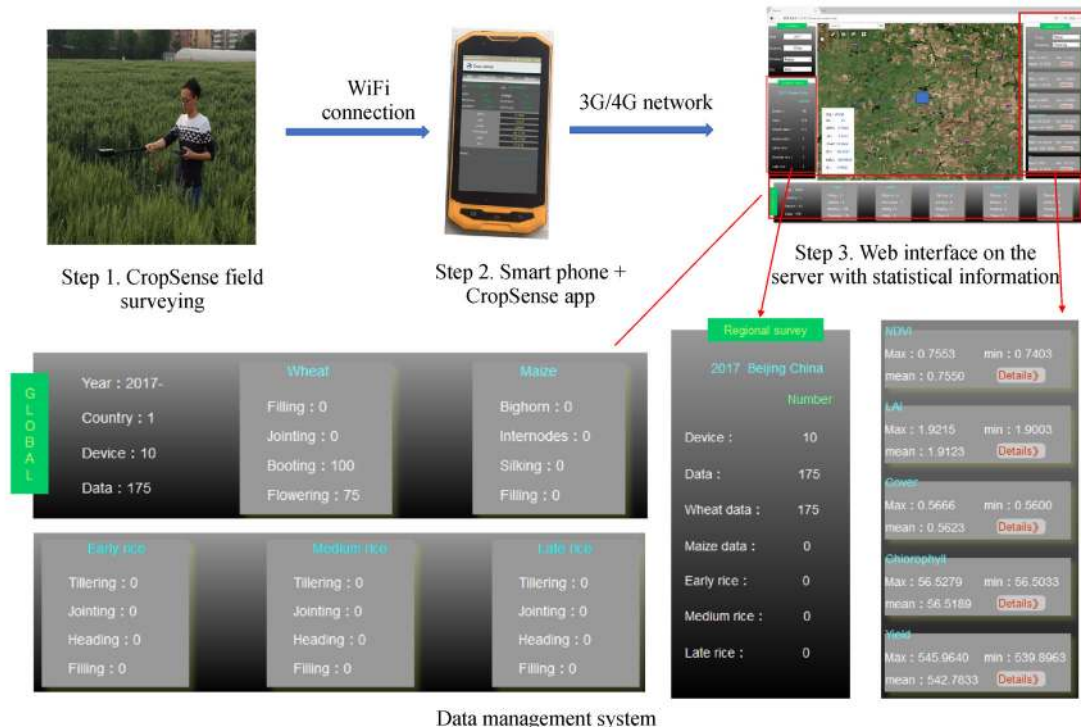 WiFi
connection
3G/4G network
Step 1. CropSense field
surveying
Step 2. Smart phone +
CropSense app
Step 3. Web interface on the
server with statistical information
GLOBAL
Year : 2017-
Country : 1
Device : 10
Data : 175
Wheat
Filling : 0
Jointing : 0
Booting : 100
Flowering : 75
Maize
Bighorn : 0
Internodes : 0
Silking : 0
Filling : 0
Early rice
Tillering : 0
Jointing : 0
Heading : 0
Filling : 0
Medium rice
Tillering : 0
Jointing : 0
Heading : 0
Filling : 0
Late rice
Tillering : 0
Jointing : 0
Heading : 0
Filling : 0
Regional survey
2017 Beijing China
Number
Device : 10
Data : 175
Wheat data : 175
Maize data : 0
Early rice : 0
Medium rice : 0
Late rice : 0
NDVI
Max : 0.7553 min : 0.7403
mean : 0.7550 Details❯
LAI
Max : 1.9215 min : 1.9003
mean : 1.9123 Details❯
Cover
Max : 0.5666 min : 0.5600
mean : 0.5623 Details❯
Chlorophyll
Max : 56.5279 min : 56.5033
mean : 56.5189 Details❯
Yield
Max : 545.9640 min : 539.8963
mean : 542.7833 Details❯
Data management system